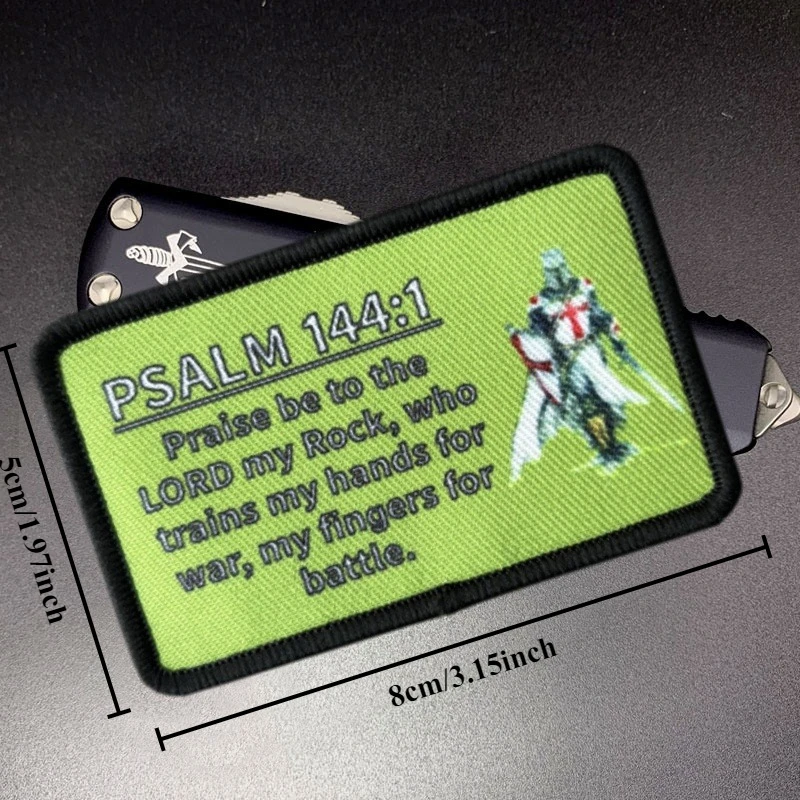 PSALM 144:1
Praise be to the
LORD my Rock, who
trains my hands for
war, my fingers for
battle.
5cm/1.97inch
8cm/3.15inch